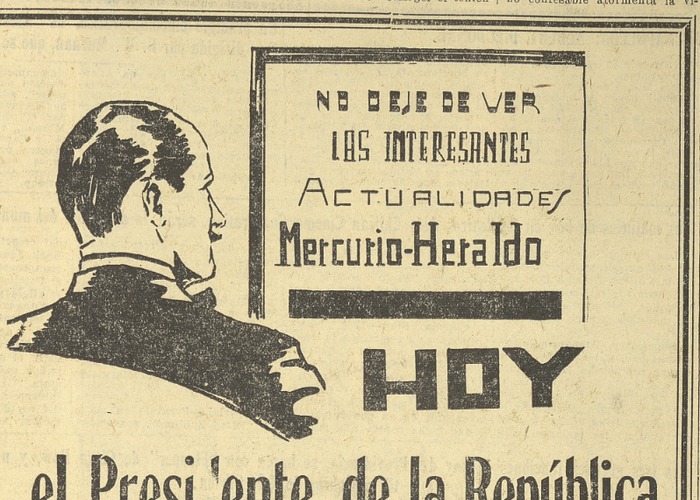 NO DEJE DE VER
LOS INTERESANTES
ACTUALIDADES
Mercurio-Heraldo
HOY
el Presi'ente de la República